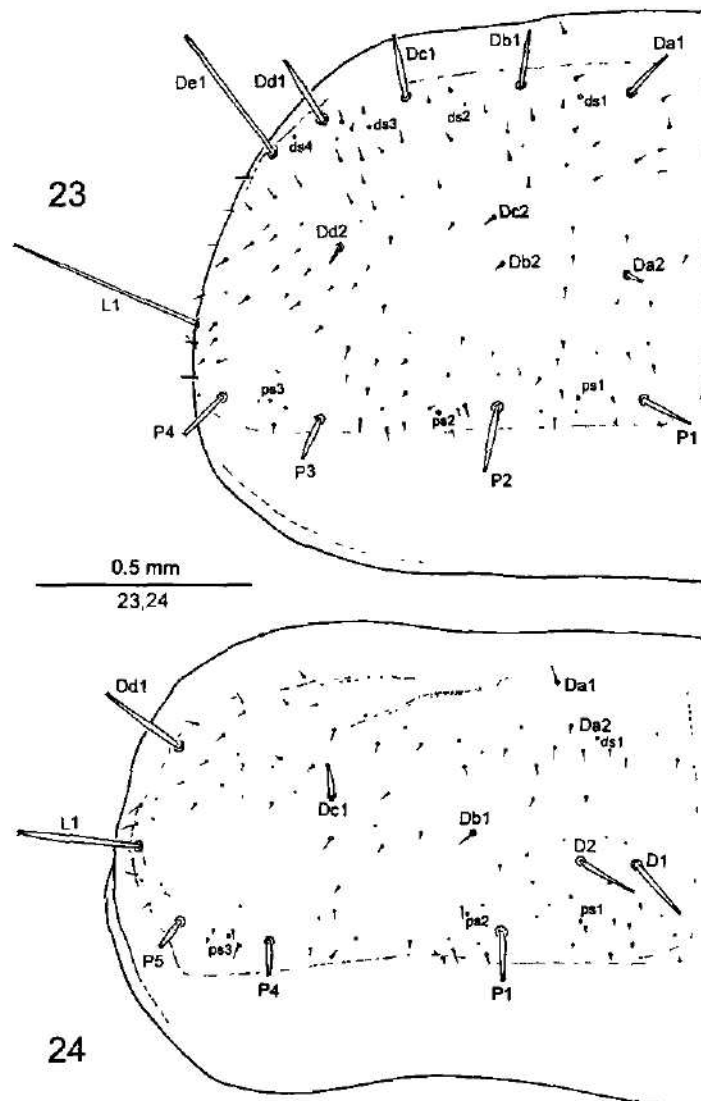 De1
Dd1
Dc1
Db1
Da1
ds4
ds3
ds2
ds1
23
Dd2
Dc2
Db2
Da2
L1
ps3
ps2
ps1
P4
P3
P2
P1
0.5 mm
23,24
Dd1
Da1
Da2
ds1
Dc1
L1
Db1
D2
D1
ps3
ps2
ps1
P5
P4
P1
24